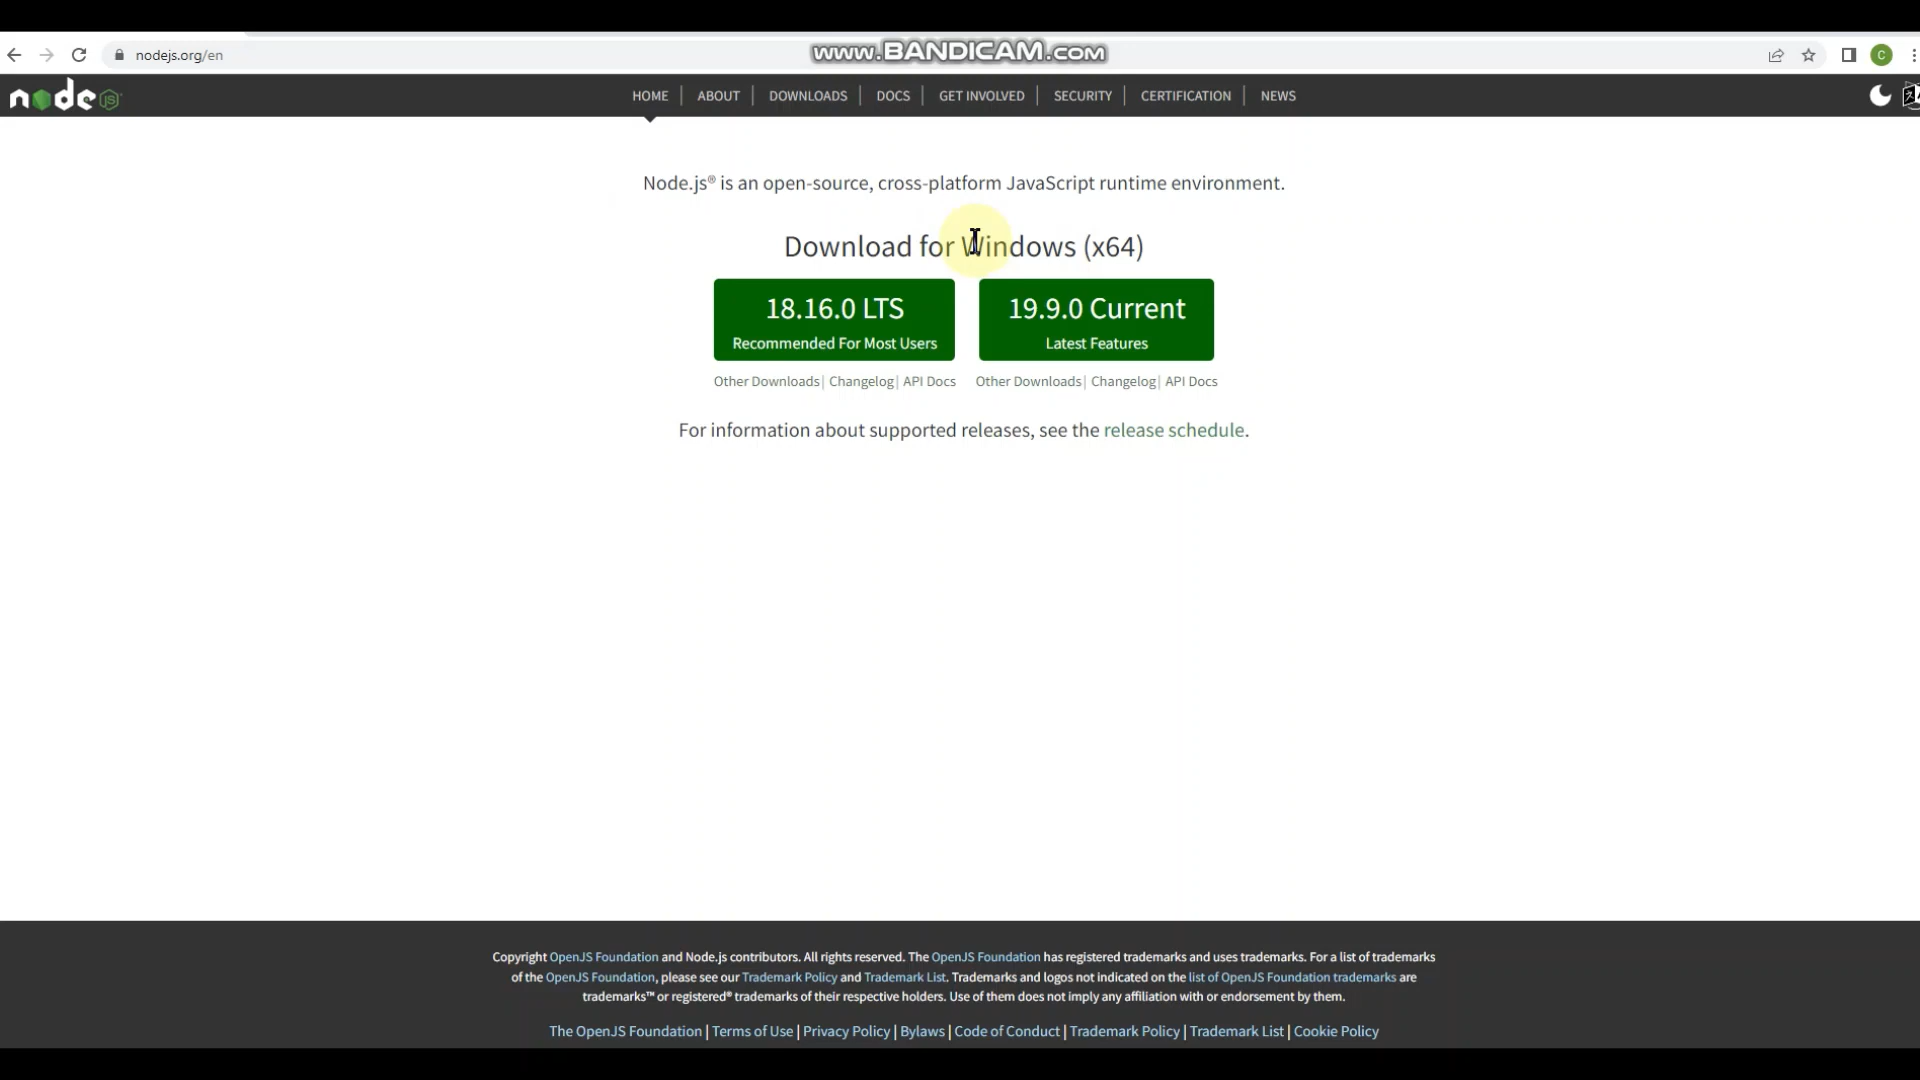 nodejs.org/en
www.BANDICAM.com
node
JS
HOME | ABOUT | DOWNLOADS | DOCS | GET INVOLVED | SECURITY | CERTIFICATION | NEWS
C
Node.js® is an open-source, cross-platform JavaScript runtime environment.
Download for Windows (x64)
18.16.0 LTS
Recommended For Most Users
19.9.0 Current
Latest Features
Other Downloads | Changelog | API Docs
Other Downloads | Changelog | API Docs
For information about supported releases, see the release schedule.
Copyright OpenJS Foundation and Node.js contributors. All rights reserved. The OpenJS Foundation has registered trademarks and uses trademarks. For a list of trademarks
of the OpenJS Foundation, please see our Trademark Policy and Trademark List. Trademarks and logos not indicated on the list of OpenJS Foundation trademarks are
trademarks™ or registered® trademarks of their respective holders. Use of them does not imply any affiliation with or endorsement by them.
The OpenJS Foundation | Terms of Use | Privacy Policy | Bylaws | Code of Conduct | Trademark Policy | Trademark List | Cookie Policy